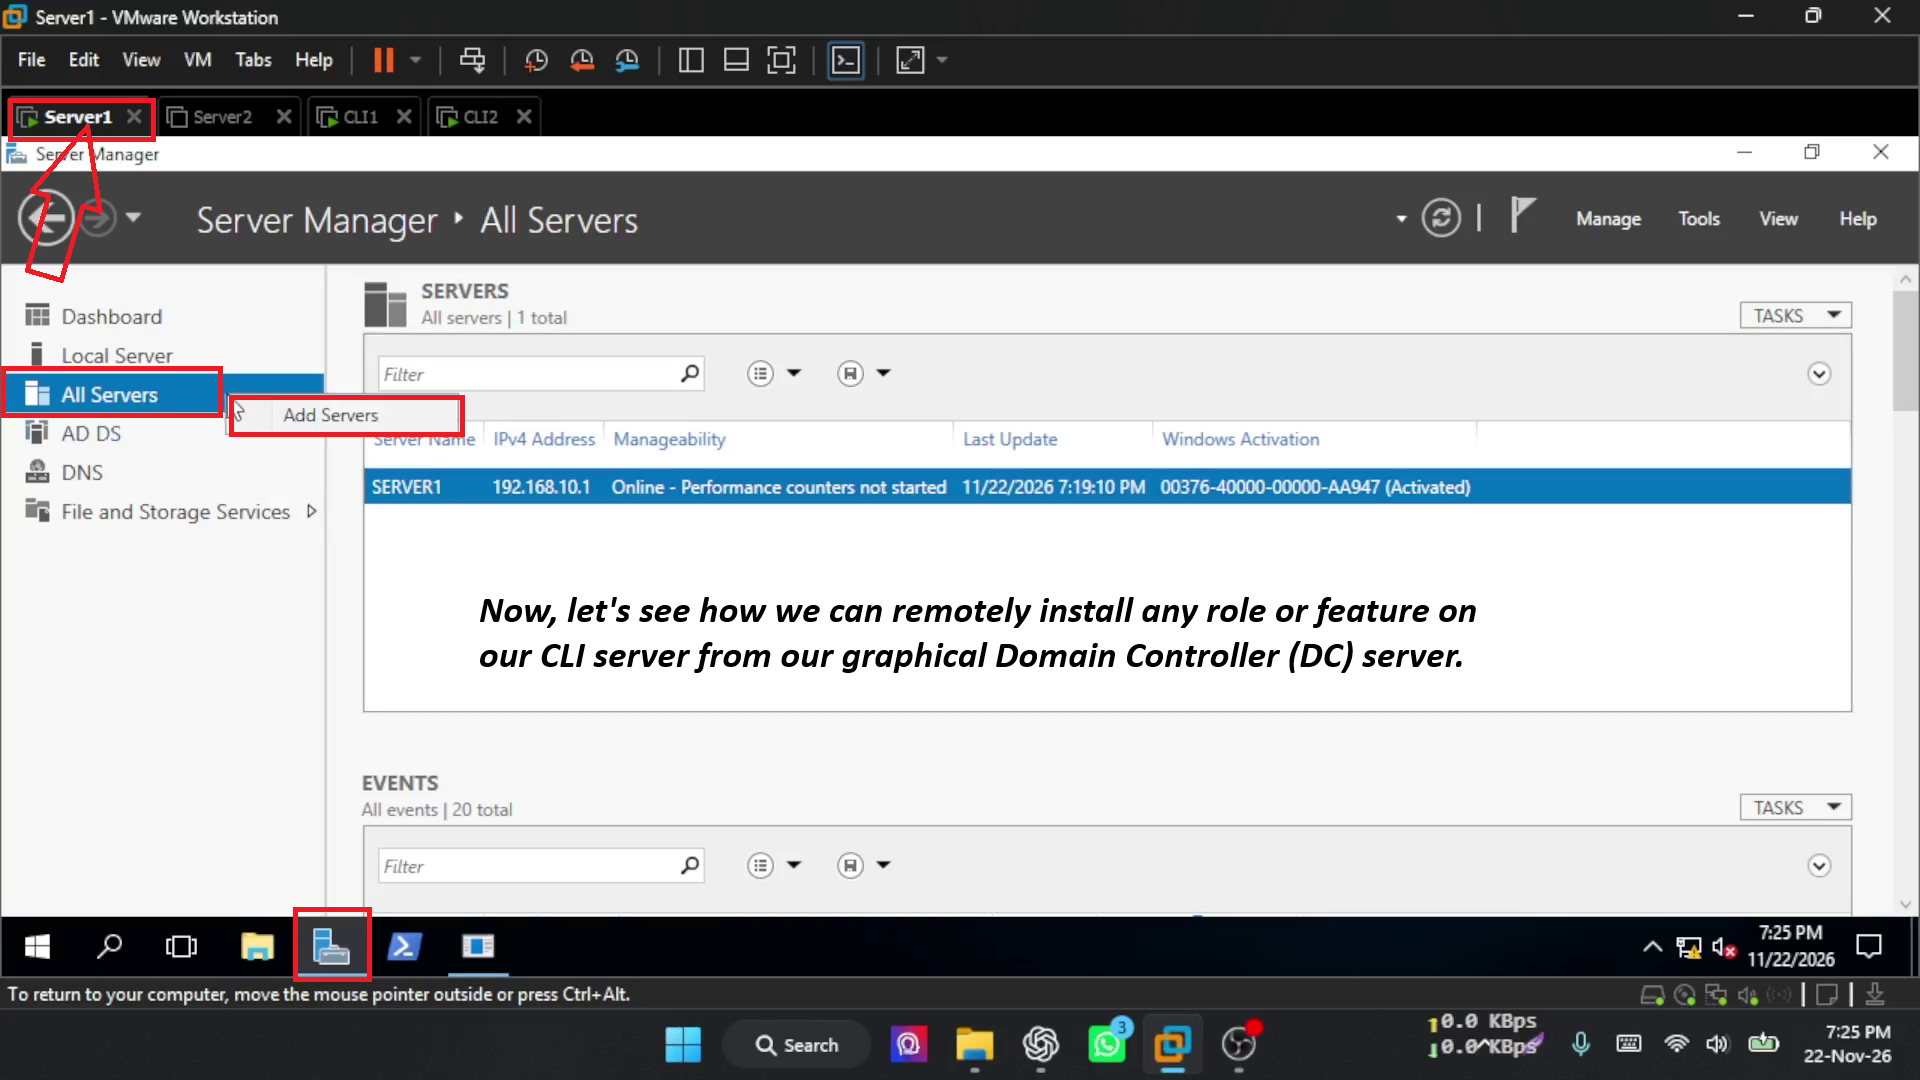 Server1 - VMware Workstation
File Edit View VM Tabs Help
Server1 Server2 CLI1 CLI2
Server Manager
Server Manager All Servers Manage Tools View Help
Dashboard
Local Server
All Servers
AD DS
DNS
File and Storage Services
Add Servers
SERVERS
All servers | 1 total
TASKS
Filter
Server Name IPv4 Address Manageability Last Update Windows Activation
SERVER1 192.168.10.1 Online - Performance counters not started 11/22/2026 7:19:10 PM 00376-40000-00000-AA947 (Activated)
Now, let's see how we can remotely install any role or feature on
our CLI server from our graphical Domain Controller (DC) server.
EVENTS
All events | 20 total
TASKS
Filter
7:25 PM
11/22/2026
To return to your computer, move the mouse pointer outside or press Ctrl+Alt.
Search
3
0.0 KBps
0.0 KBps
7:25 PM
22-Nov-26